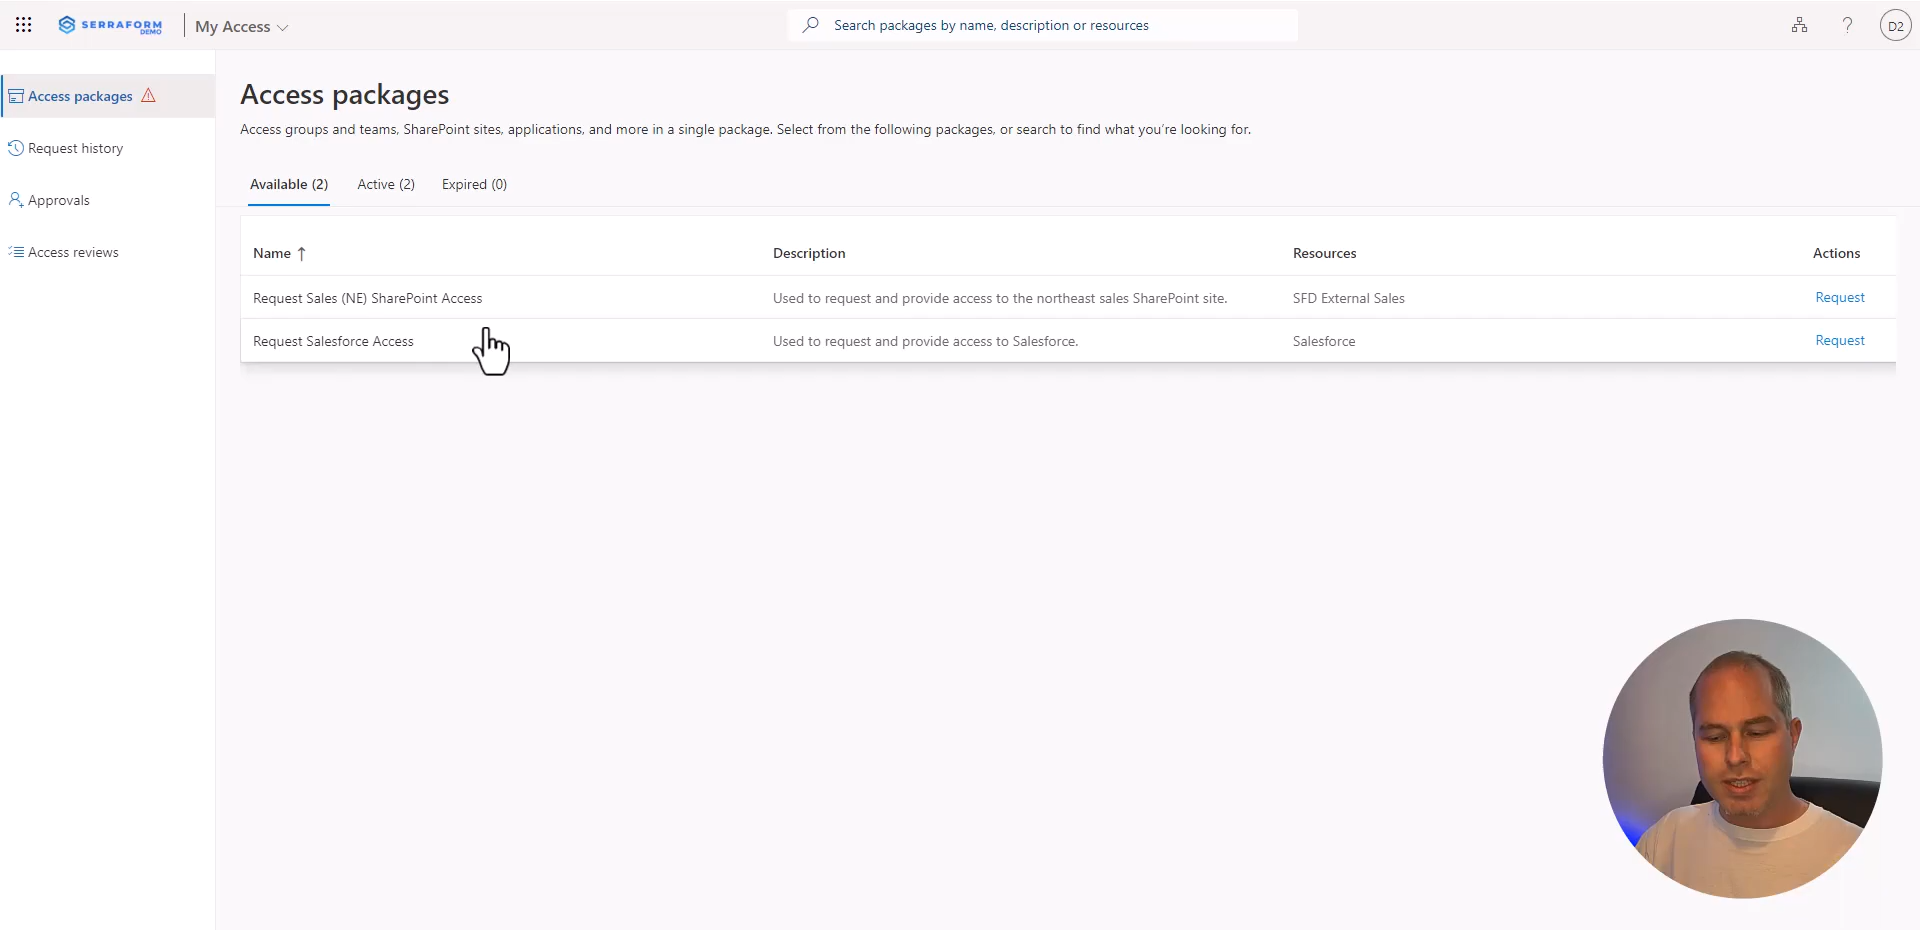 SERRAFORM
DEMO
My Access
Search packages by name, description or resources
?
D2
Access packages
Request history
Approvals
Access reviews
Access packages
Access groups and teams, SharePoint sites, applications, and more in a single package. Select from the following packages, or search to find what you're looking for.
Available (2) Active (2) Expired (0)
Name ↑ Description Resources Actions
Request Sales (NE) SharePoint Access Used to request and provide access to the northeast sales SharePoint site. SFD External Sales Request
Request Salesforce Access Used to request and provide access to Salesforce. Salesforce Request